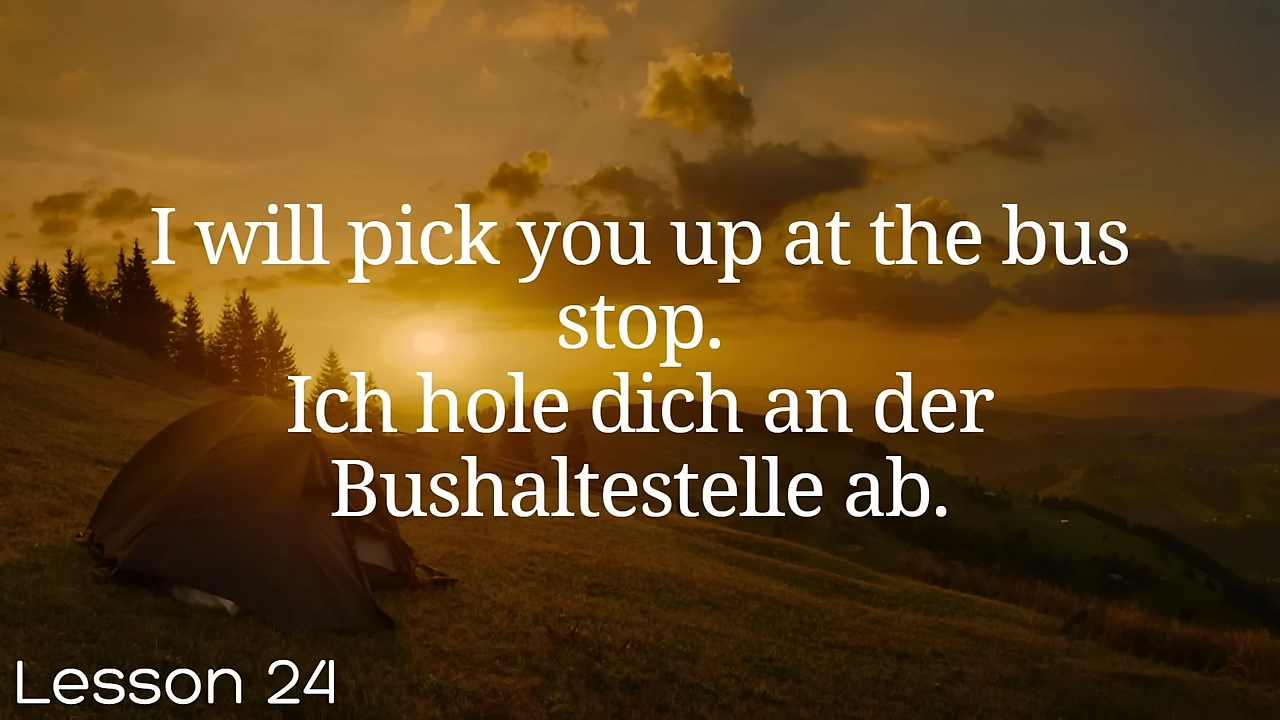 I will pick you up at the bus
stop.
Ich hole dich an der
Bushaltestelle ab.
Lesson 24